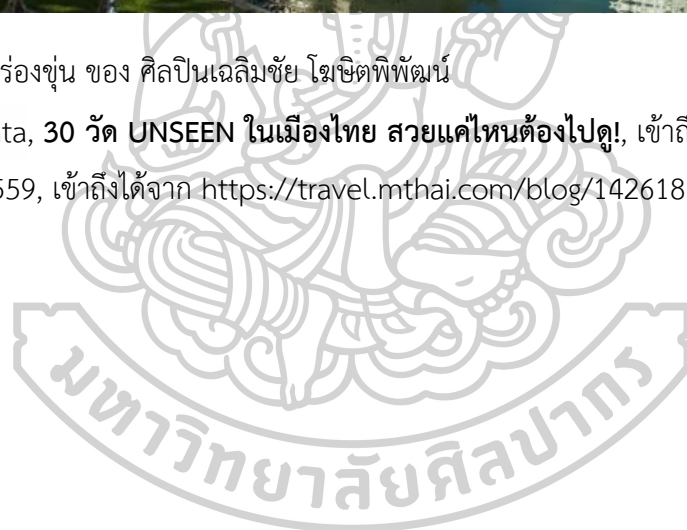 ร่องขุ่น ของ ศิลปินเฉลิมชัย โฆษิตพิพัฒน์
ta, 30 วัด UNSEEN ในเมืองไทย สวยแค่ไหนต้องไปดู!, เข้าถึ
559, เข้าถึงได้จาก https://travel.mthai.com/blog/142618
มหาวิทยาลัยศิลปากร